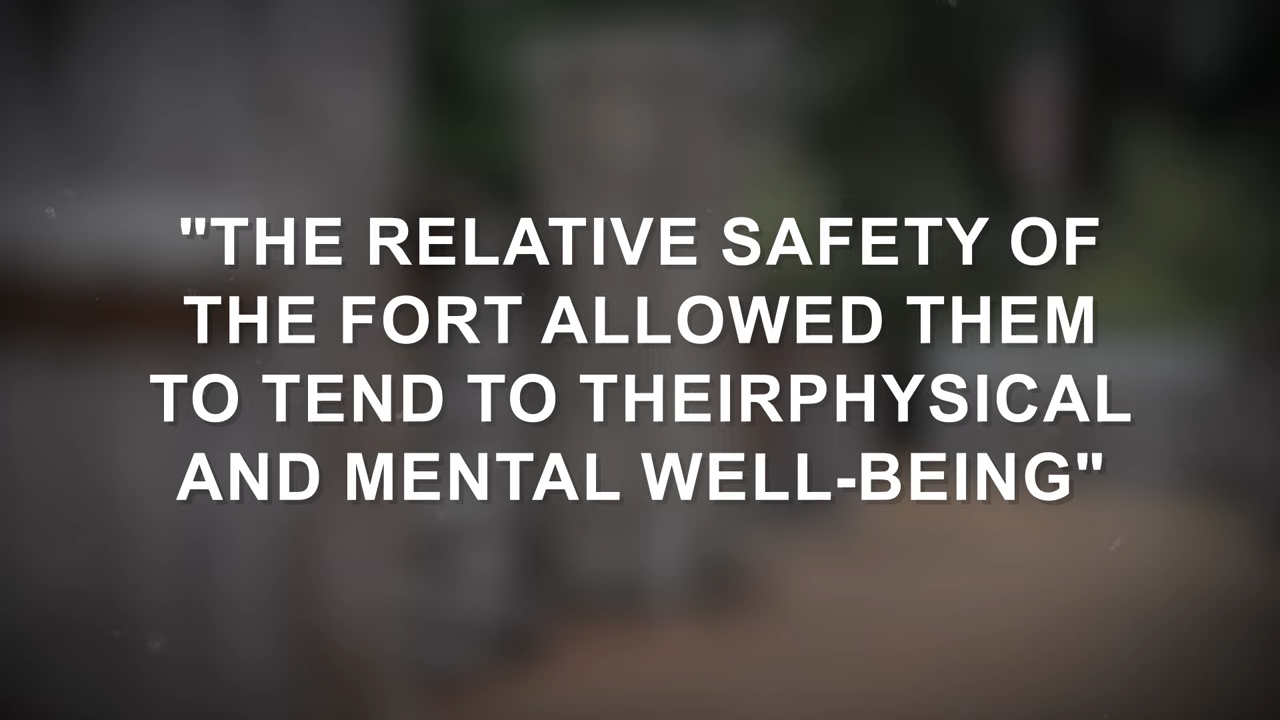 "THE RELATIVE SAFETY OF
THE FORT ALLOWED THEM
TO TEND TO THEIRPHYSICAL
AND MENTAL WELL-BEING"